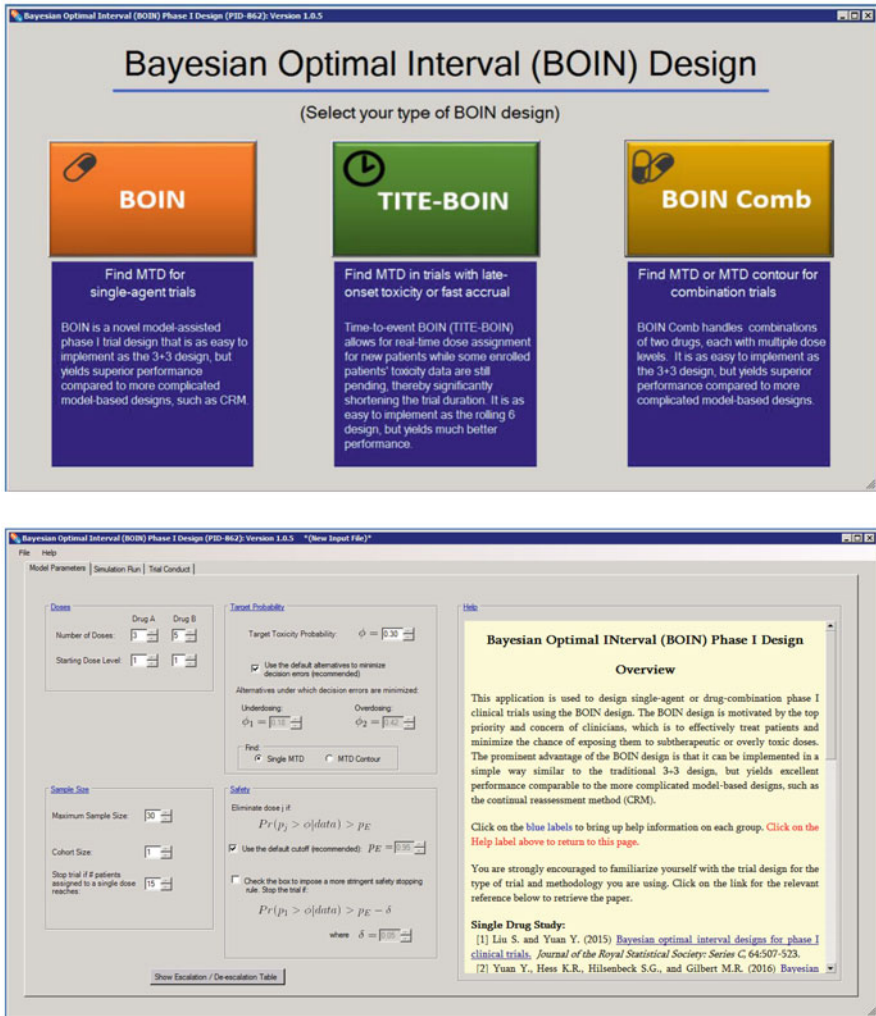 Bayesian Optimal Interval (BOIN) Phase I Design (PID-862): Version 1.0.5
Bayesian Optimal Interval (BOIN) Design
(Select your type of BOIN design)
BOIN
Find MTD for
single-agent trials
BOIN is a novel model-assisted
phase I trial design that is as easy to
implement as the 3+3 design, but
yields superior performance
compared to more complicated
model-based designs, such as CRM.
TITE-BOIN
Find MTD in trials with late-
onset toxicity or fast accrual
Time-to-event BOIN (TITE-BOIN)
allows for real-time dose assignment
for new patients while some enrolled
patients' toxicity data are still
pending, thereby significantly
shortening the trial duration. It is as
easy to implement as the rolling 6
design, but yields much better
performance.
BOIN Comb
Find MTD or MTD contour for
combination trials
BOIN Comb handles combinations
of two drugs, each with multiple dose
levels. It is as easy to implement as
the 3+3 design, but yields superior
performance compared to more
complicated model-based designs.
Bayesian Optimal Interval (BOIN) Phase I Design (PID-862): Version 1.0.5 *(New Input File)*
File Help
Model Parameters Simulation Run Trial Conduct
Doses
Drug A Drug B
Number of Doses: 3 5
Starting Dose Level: 1 1
Sample Size
Maximum Sample Size: 30
Cohort Size: 1
Stop trial if # patients
assigned to a single dose
reaches: 15
Target Probability
Target Toxicity Probability: ϕ = 0.30
Use the default alternatives to minimize
decision errors (recommended)
Alternatives under which decision errors are minimized:
Underdosing: Overdosing:
ϕ1 = 0.18 ϕ2 = 0.42
Find:
Single MTD MTD Contour
Safety
Eliminate dose j if:
Pr(pj > ϕ|data) > pE
Use the default cutoff (recommended): pE = 0.95
Check the box to impose a more stringent safety stopping
rule. Stop the trial if:
Pr(p1 > ϕ|data) > pE − δ
where δ = 0.05
Show Escalation / De-escalation Table
Help
Bayesian Optimal INterval (BOIN) Phase I Design
Overview
This application is used to design single-agent or drug-combination phase I
clinical trials using the BOIN design. The BOIN design is motivated by the top
priority and concern of clinicians, which is to effectively treat patients and
minimize the chance of exposing them to subtherapeutic or overly toxic doses.
The prominent advantage of the BOIN design is that it can be implemented in a
simple way similar to the traditional 3+3 design, but yields excellent
performance comparable to the more complicated model-based designs, such as
the continual reassessment method (CRM).
Click on the blue labels to bring up help information on each group. Click on the
Help label above to return to this page.
You are strongly encouraged to familiarize yourself with the trial design for the
type of trial and methodology you are using. Click on the link for the relevant
reference below to retrieve the paper.
Single Drug Study:
[1] Liu S. and Yuan Y. (2015) Bayesian optimal interval designs for phase I
clinical trials. Journal of the Royal Statistical Society: Series C, 64:507-523.
[2] Yuan Y., Hess K.R., Hilsenbeck S.G., and Gilbert M.R. (2016) Bayesian